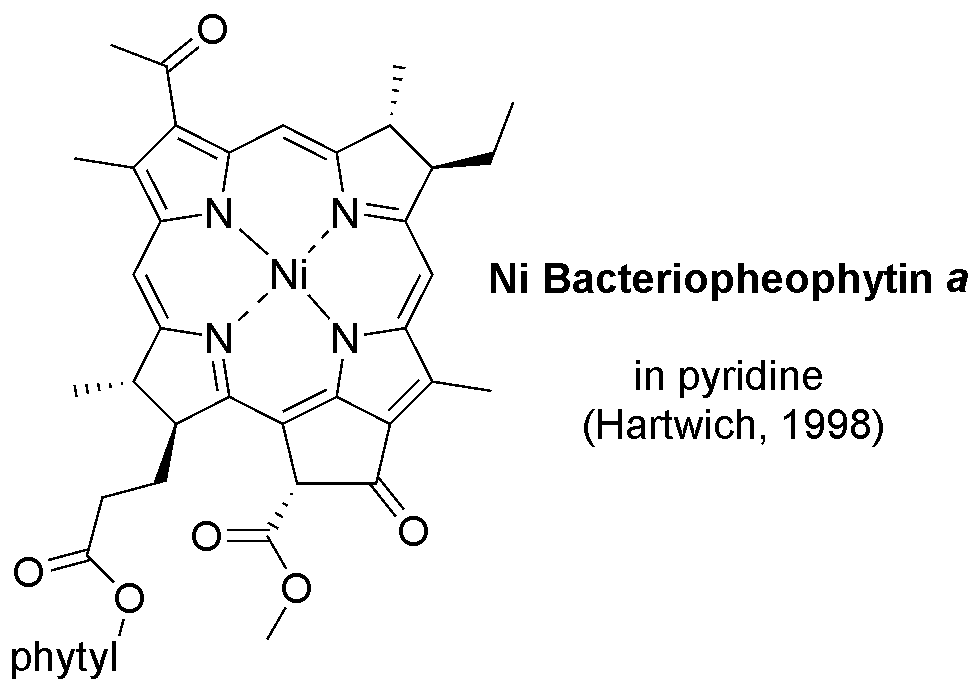 O
N
N
Ni
N
N
Ni Bacteriopheophytin a
in pyridine
(Hartwich, 1998)
O
O
O
O
O
phytyl